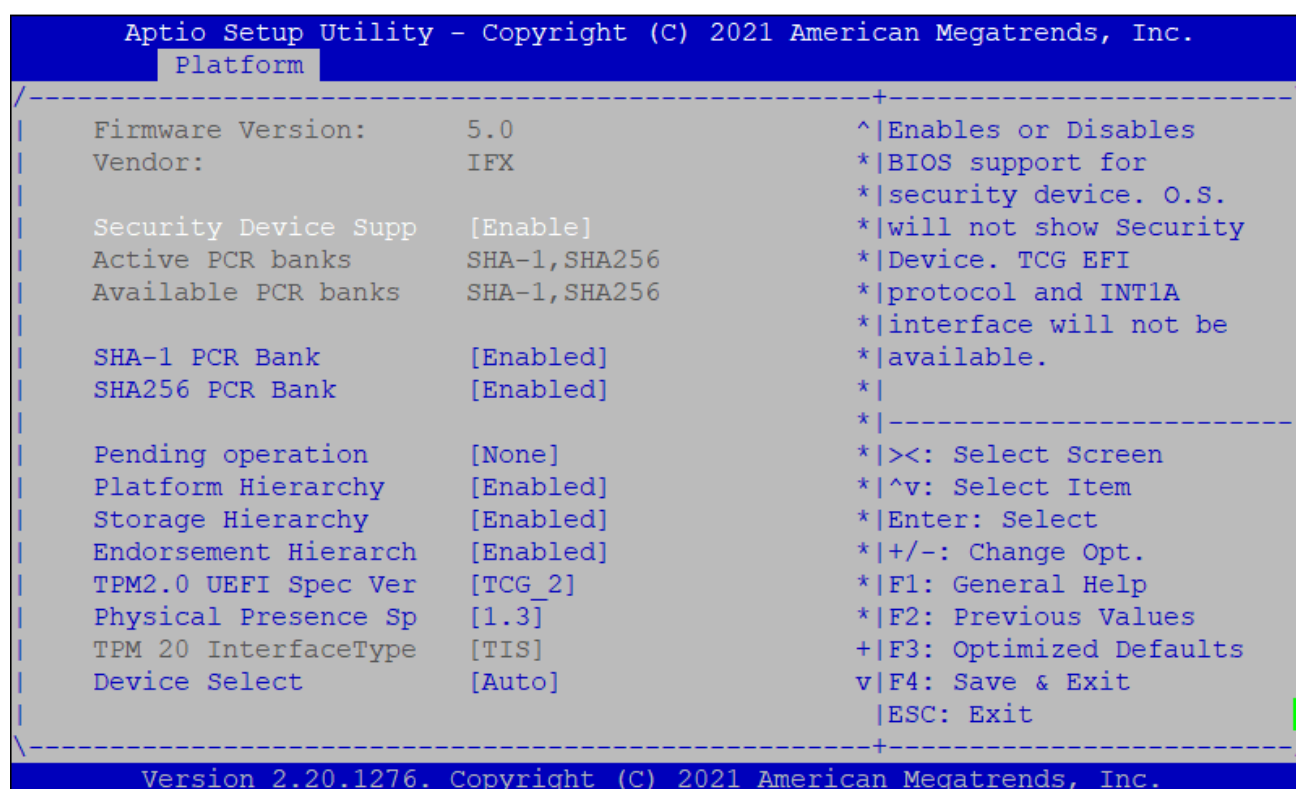 Aptio Setup Utility - Copyright (C) 2021 American Megatrends, Inc.
Platform
/----------------------------------------------------+-------------------------\
| Firmware Version: 5.0 ^|Enables or Disables
| Vendor: IFX *|BIOS support for
| *|security device. O.S.
| Security Device Supp [Enable] *|will not show Security
| Active PCR banks SHA-1,SHA256 *|Device. TCG EFI
| Available PCR banks SHA-1,SHA256 *|protocol and INT1A
| *|interface will not be
| SHA-1 PCR Bank [Enabled] *|available.
| SHA256 PCR Bank [Enabled] *|
| *|-------------------------
| Pending operation [None] *|><: Select Screen
| Platform Hierarchy [Enabled] *|^v: Select Item
| Storage Hierarchy [Enabled] *|Enter: Select
| Endorsement Hierarch [Enabled] *|+/-: Change Opt.
| TPM2.0 UEFI Spec Ver [TCG_2] *|F1: General Help
| Physical Presence Sp [1.3] *|F2: Previous Values
| TPM 20 InterfaceType [TIS] +|F3: Optimized Defaults
| Device Select [Auto] v|F4: Save & Exit
| |ESC: Exit
\----------------------------------------------------+-------------------------/
Version 2.20.1276. Copyright (C) 2021 American Megatrends, Inc.